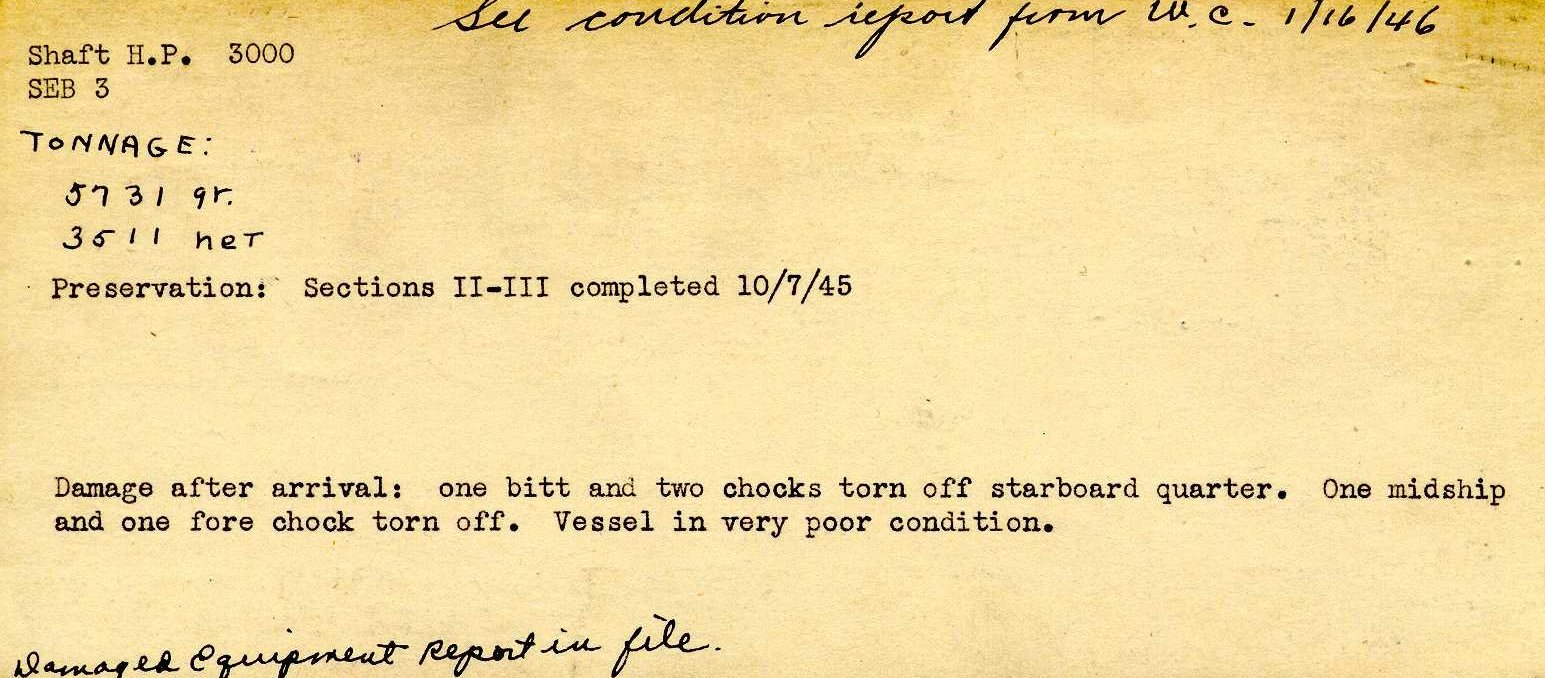 See condition report from W.C. - 1/16/46
Shaft H.P. 3000
SEB 3
TONNAGE:
5731 gr.
3511 net
Preservation: Sections II-III completed 10/7/45
Damage after arrival: one bitt and two chocks torn off starboard quarter. One midship
and one fore chock torn off. Vessel in very poor condition.
Damaged Equipment Report in file.